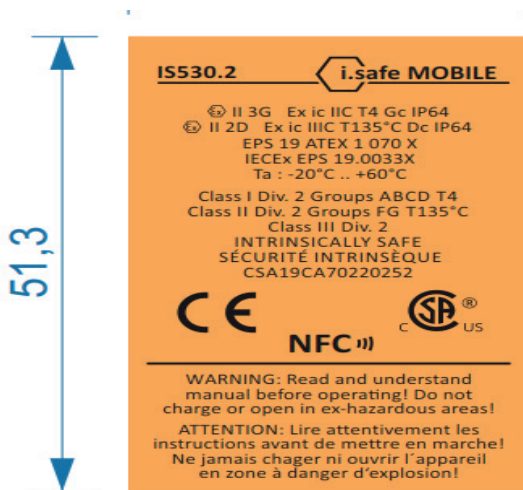 51,3
IS530.2 i.safe MOBILE
Ex II 3G Ex ic IIC T4 Gc IP64
Ex II 2D Ex ic IIIC T135°C Dc IP64
EPS 19 ATEX 1 070 X
IECEx EPS 19.0033X
Ta : -20°C .. +60°C
Class I Div. 2 Groups ABCD T4
Class II Div. 2 Groups FG T135°C
Class III Div. 2
INTRINSICALLY SAFE
SÉCURITÉ INTRINSÈQUE
CSA19CA70220252
CE C SA ® US
NFC
WARNING: Read and understand
manual before operating! Do not
charge or open in ex-hazardous areas!
ATTENTION: Lire attentivement les
instructions avant de mettre en marche!
Ne jamais chager ni ouvrir l´appareil
en zone à danger d’explosion!